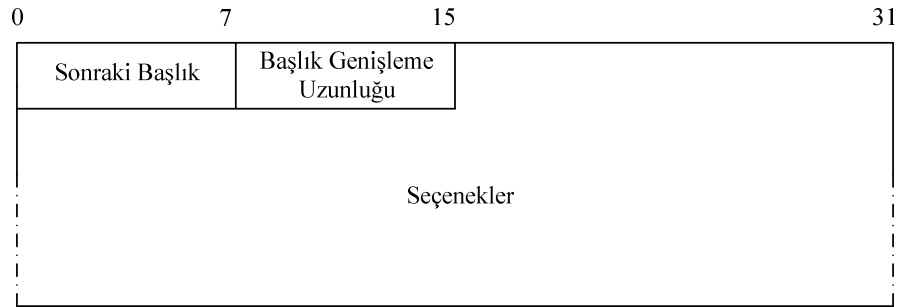 0 7 15 31
Sonraki Başlık
Başlık Genişleme
Uzunluğu
Seçenekler